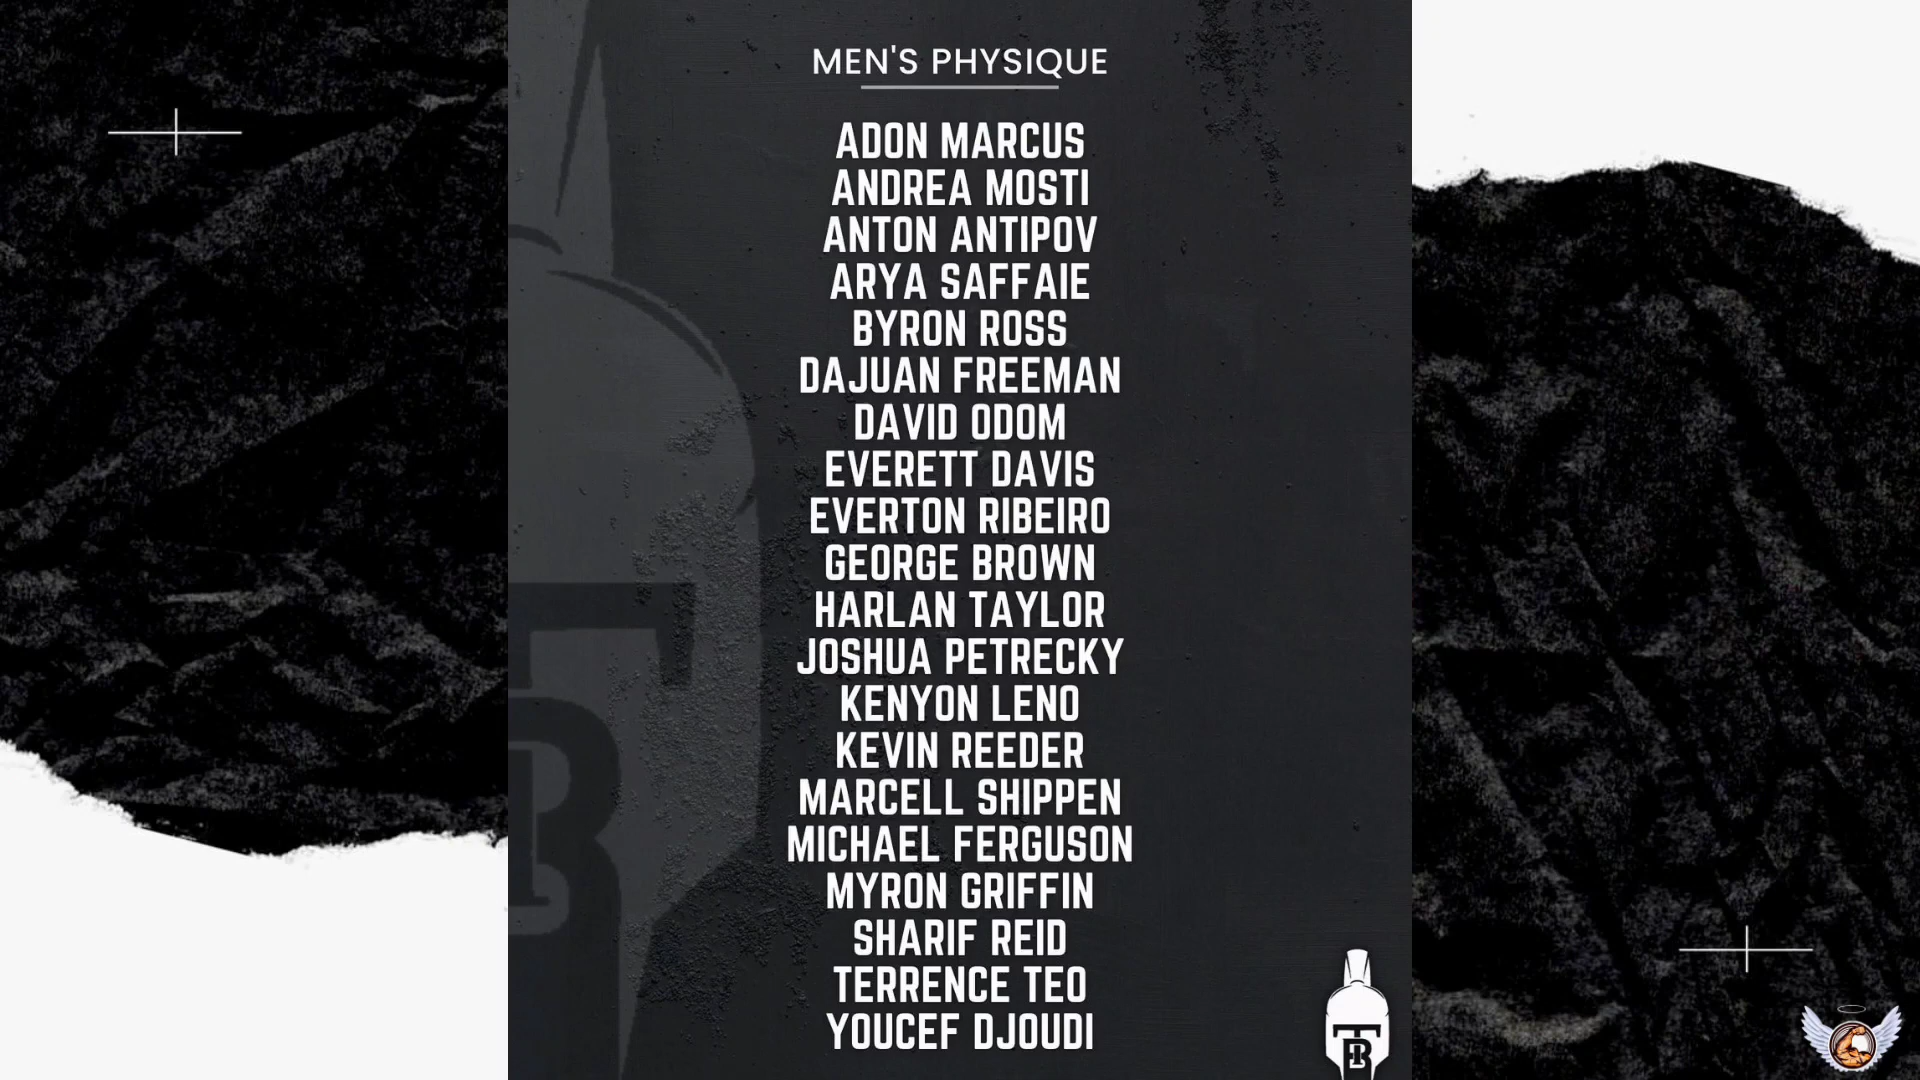 MEN'S PHYSIQUE
ADON MARCUS
ANDREA MOSTI
ANTON ANTIPOV
ARYA SAFFAIE
BYRON ROSS
DAJUAN FREEMAN
DAVID ODOM
EVERETT DAVIS
EVERTON RIBEIRO
GEORGE BROWN
HARLAN TAYLOR
JOSHUA PETRECKY
KENYON LENO
KEVIN REEDER
MARCELL SHIPPEN
MICHAEL FERGUSON
MYRON GRIFFIN
SHARIF REID
TERRENCE TEO
YOUCEF DJOUDI
TB